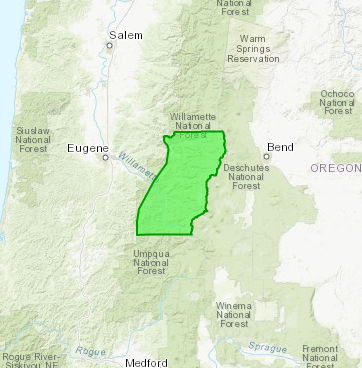 National
Forest
Salem
Warm
Springs
Reservation
Ochoco
National
Forest
Willamette
National
Forest
Siuslaw
National
Forest
Eugene
Willamette
Bend
Deschutes
National
Forest
OREGON
Umpqua
National
Forest
Winema
National
Forest
Rogue
Sprague
Fremont
National
Forest
Rogue River-
Siskiyou NF
Medford